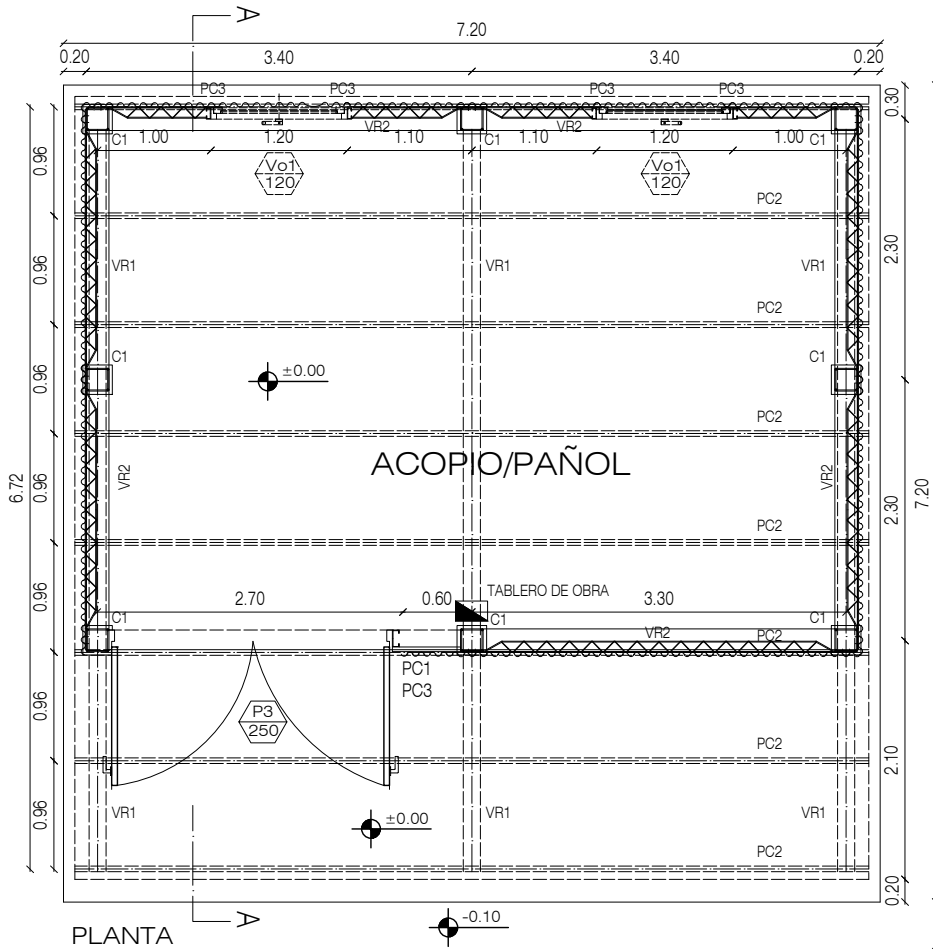 A
7.20
0.20 3.40 3.40 0.20
PC3 PC3 PC3 PC3
0.30
C1 VR2 C1 VR2 C1
1.00 1.20 1.10 1.10 1.20 1.00
0.96
Vo1 Vo1
120 120
PC2
0.96 VR1 VR1 VR1 2.30
PC2
C1 C1
0.96 ±0.00
PC2
ACOPIO/PAÑOL
6.72 0.96 VR2 VR2 2.30 7.20
PC2
0.96 2.70 0.60 TABLERO DE OBRA 3.30
C1 C1 C1
VR2 PC2
PC1
PC3
0.96 P3
250
PC2 2.10
0.96 VR1 ±0.00 VR1 VR1
PC2
0.20
A -0.10
PLANTA